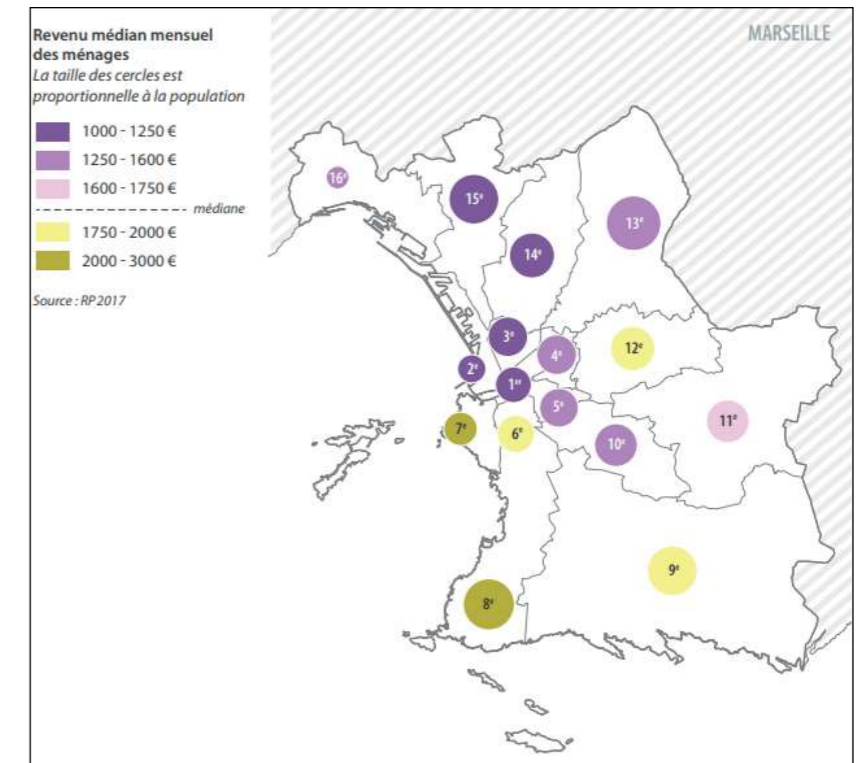 MARSEILLE
Revenu médian mensuel
des ménages
La taille des cercles est
proportionnelle à la population
1000 - 1250 €
1250 - 1600 €
1600 - 1750 €
médiane
1750 - 2000 €
2000 - 3000 €
Source : RP 2017
16e
15e
13e
14e
3e
4e
12e
2e
1er
5e
11e
7e
6e
10e
9e
8e